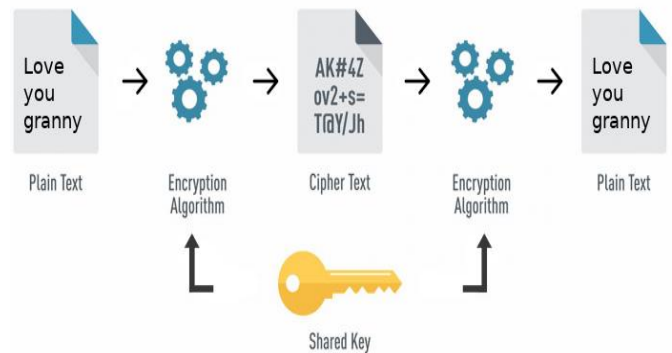 Love
you
granny
Plain Text
Encryption
Algorithm
AK#4Z
ov2+s=
T@Y/Jh
Cipher Text
Encryption
Algorithm
Love
you
granny
Plain Text
Shared Key